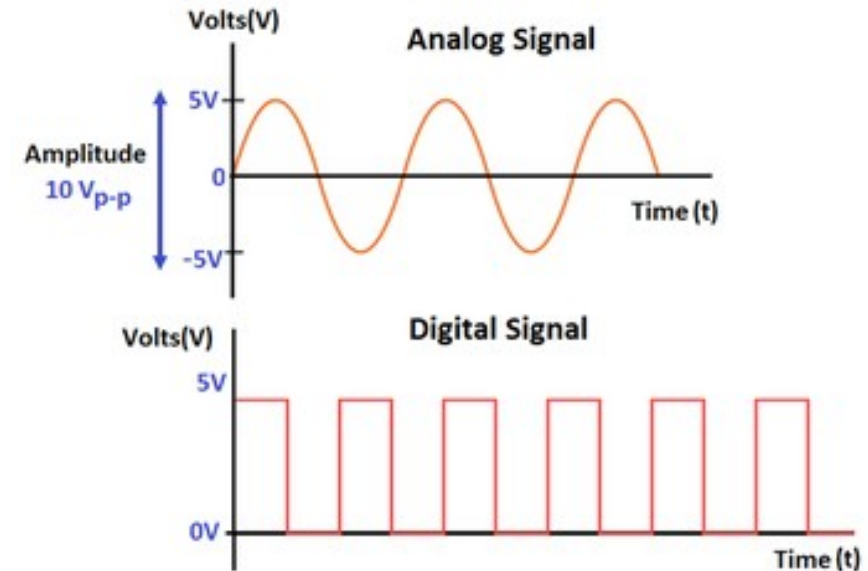 Volts(V)
Analog Signal
5V
Amplitude
10 Vp-p
0
Time (t)
-5V
Digital Signal
Volts(V)
5V
0V
Time (t)